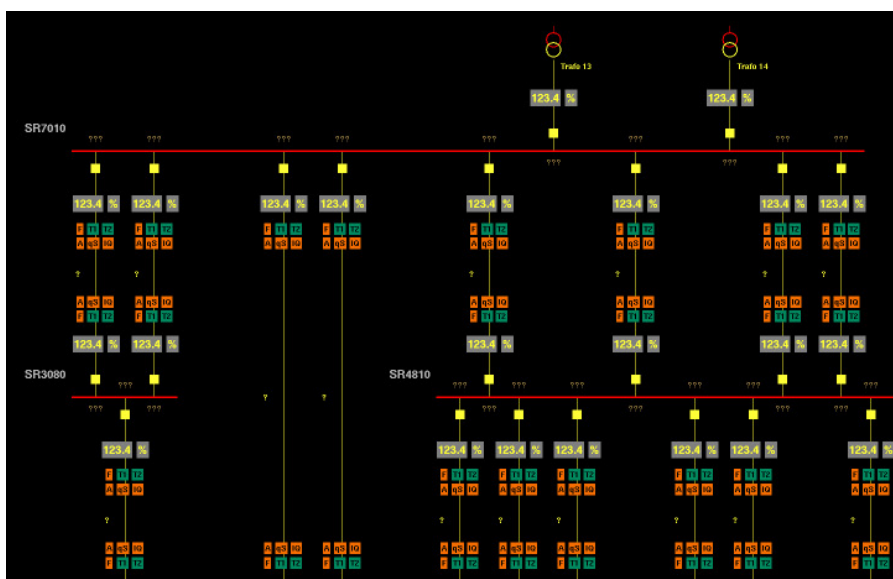 Trafo 13 Trafo 14
123.4 % 123.4 %
SR7010
??? ??? ??? ??? ??? ??? ??? ???
??? ???
123.4 % 123.4 % 123.4 % 123.4 % 123.4 % 123.4 % 123.4 % 123.4 %
F T1 T2 F T1 T2 F T1 T2 F T1 T2 F T1 T2 F T1 T2 F T1 T2 F T1 T2
A qS IQ A qS IQ A qS IQ A qS IQ A qS IQ A qS IQ A qS IQ A qS IQ
? ? ? ? ? ?
A qS IQ A qS IQ A qS IQ A qS IQ A qS IQ A qS IQ
F T1 T2 F T1 T2 F T1 T2 F T1 T2 F T1 T2 F T1 T2
123.4 % 123.4 % 123.4 % 123.4 % 123.4 % 123.4 %
SR3080 SR4810
??? ??? ??? ??? ??? ??? ???
? ?
??? ??? ??? ??? ??? ???
123.4 % 123.4 % 123.4 % 123.4 % 123.4 % 123.4 % 123.4 %
F T1 T2 F T1 T2 F T1 T2 F T1 T2 F T1 T2 F T1 T2 F T1 T2
A qS IQ A qS IQ A qS IQ A qS IQ A qS IQ A qS IQ A qS IQ
? ? ? ? ? ? ?
A qS IQ A qS IQ A qS IQ A qS IQ A qS IQ A qS IQ A qS IQ A qS IQ A qS IQ
F T1 T2 F T1 T2 F T1 T2 F T1 T2 F T1 T2 F T1 T2 F T1 T2 F T1 T2 F T1 T2